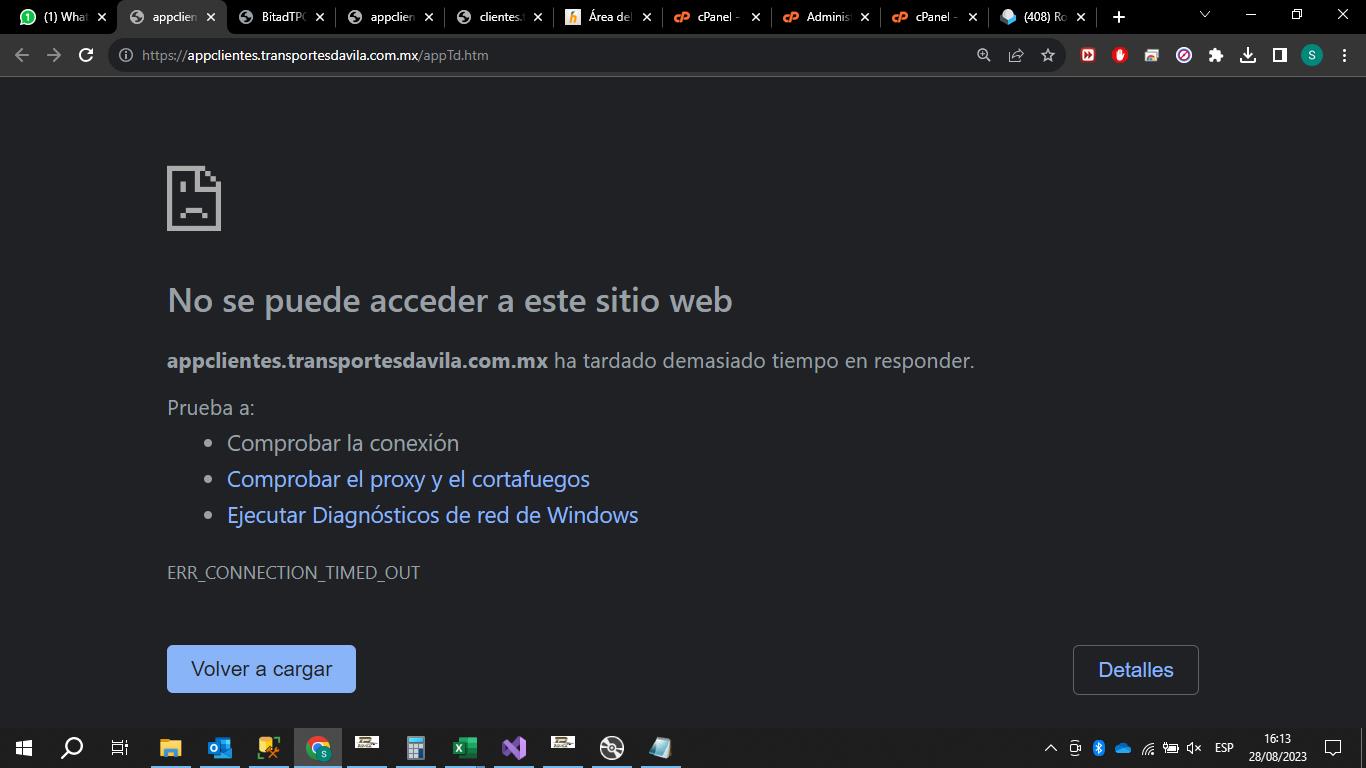 (1) What
appclien
BitadTPC
appclien
clientes.
Área de
cPanel -
Adminis
cPanel -
(408) Ro
https://appclientes.transportesdavila.com.mx/appTd.htm
S
No se puede acceder a este sitio web
appclientes.transportesdavila.com.mx ha tardado demasiado tiempo en responder.
Prueba a:
Comprobar la conexión
Comprobar el proxy y el cortafuegos
Ejecutar Diagnósticos de red de Windows
ERR_CONNECTION_TIMED_OUT
Volver a cargar
Detalles
ESP
16:13
28/08/2023